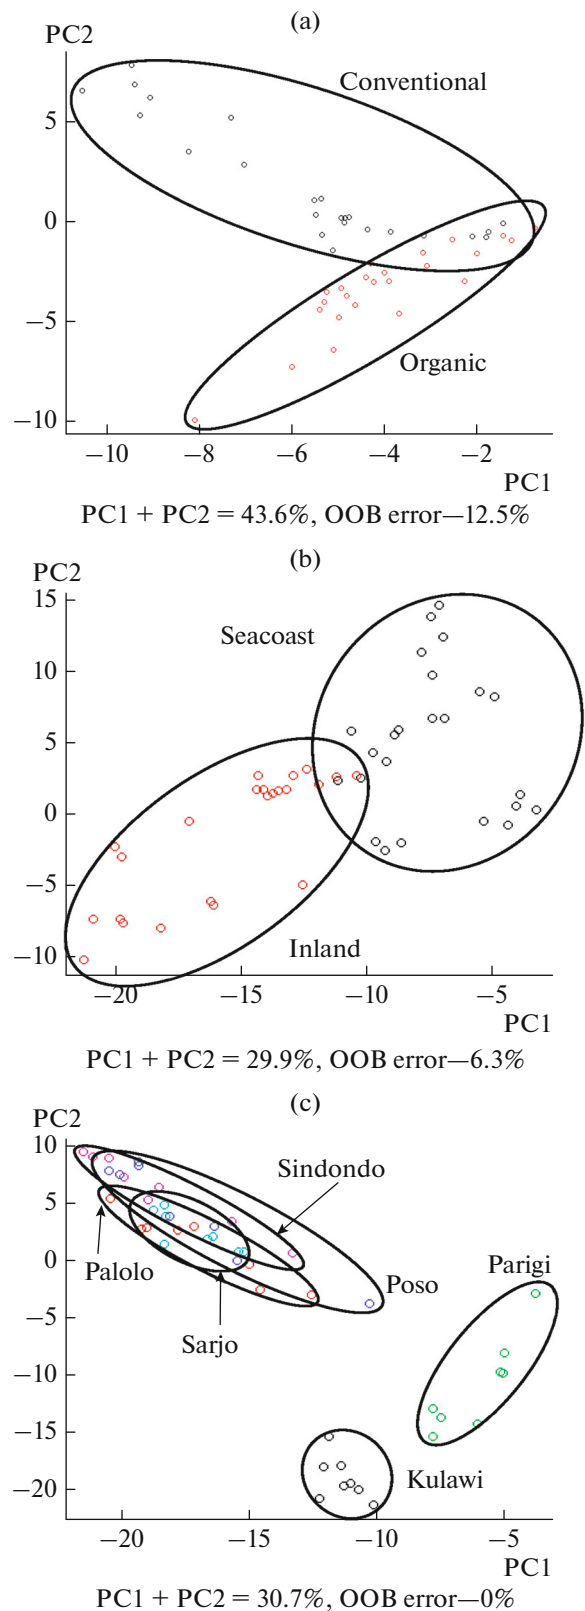 (a)
PC2
Conventional
5
0
−5
Organic
−10
−10 −8 −6 −4 −2
PC1
PC1 + PC2 = 43.6%, OOB error—12.5%
(b)
PC2
15
Seacoast
10
5
0
−5
Inland
−10
−20 −15 −10 −5
PC1
PC1 + PC2 = 29.9%, OOB error—6.3%
(c)
PC2
10
Sindondo
5
0
Palolo
Poso
Parigi
−5
Sarjo
−10
−15
Kulawi
−20
−20 −15 −10 −5
PC1
PC1 + PC2 = 30.7%, OOB error—0%